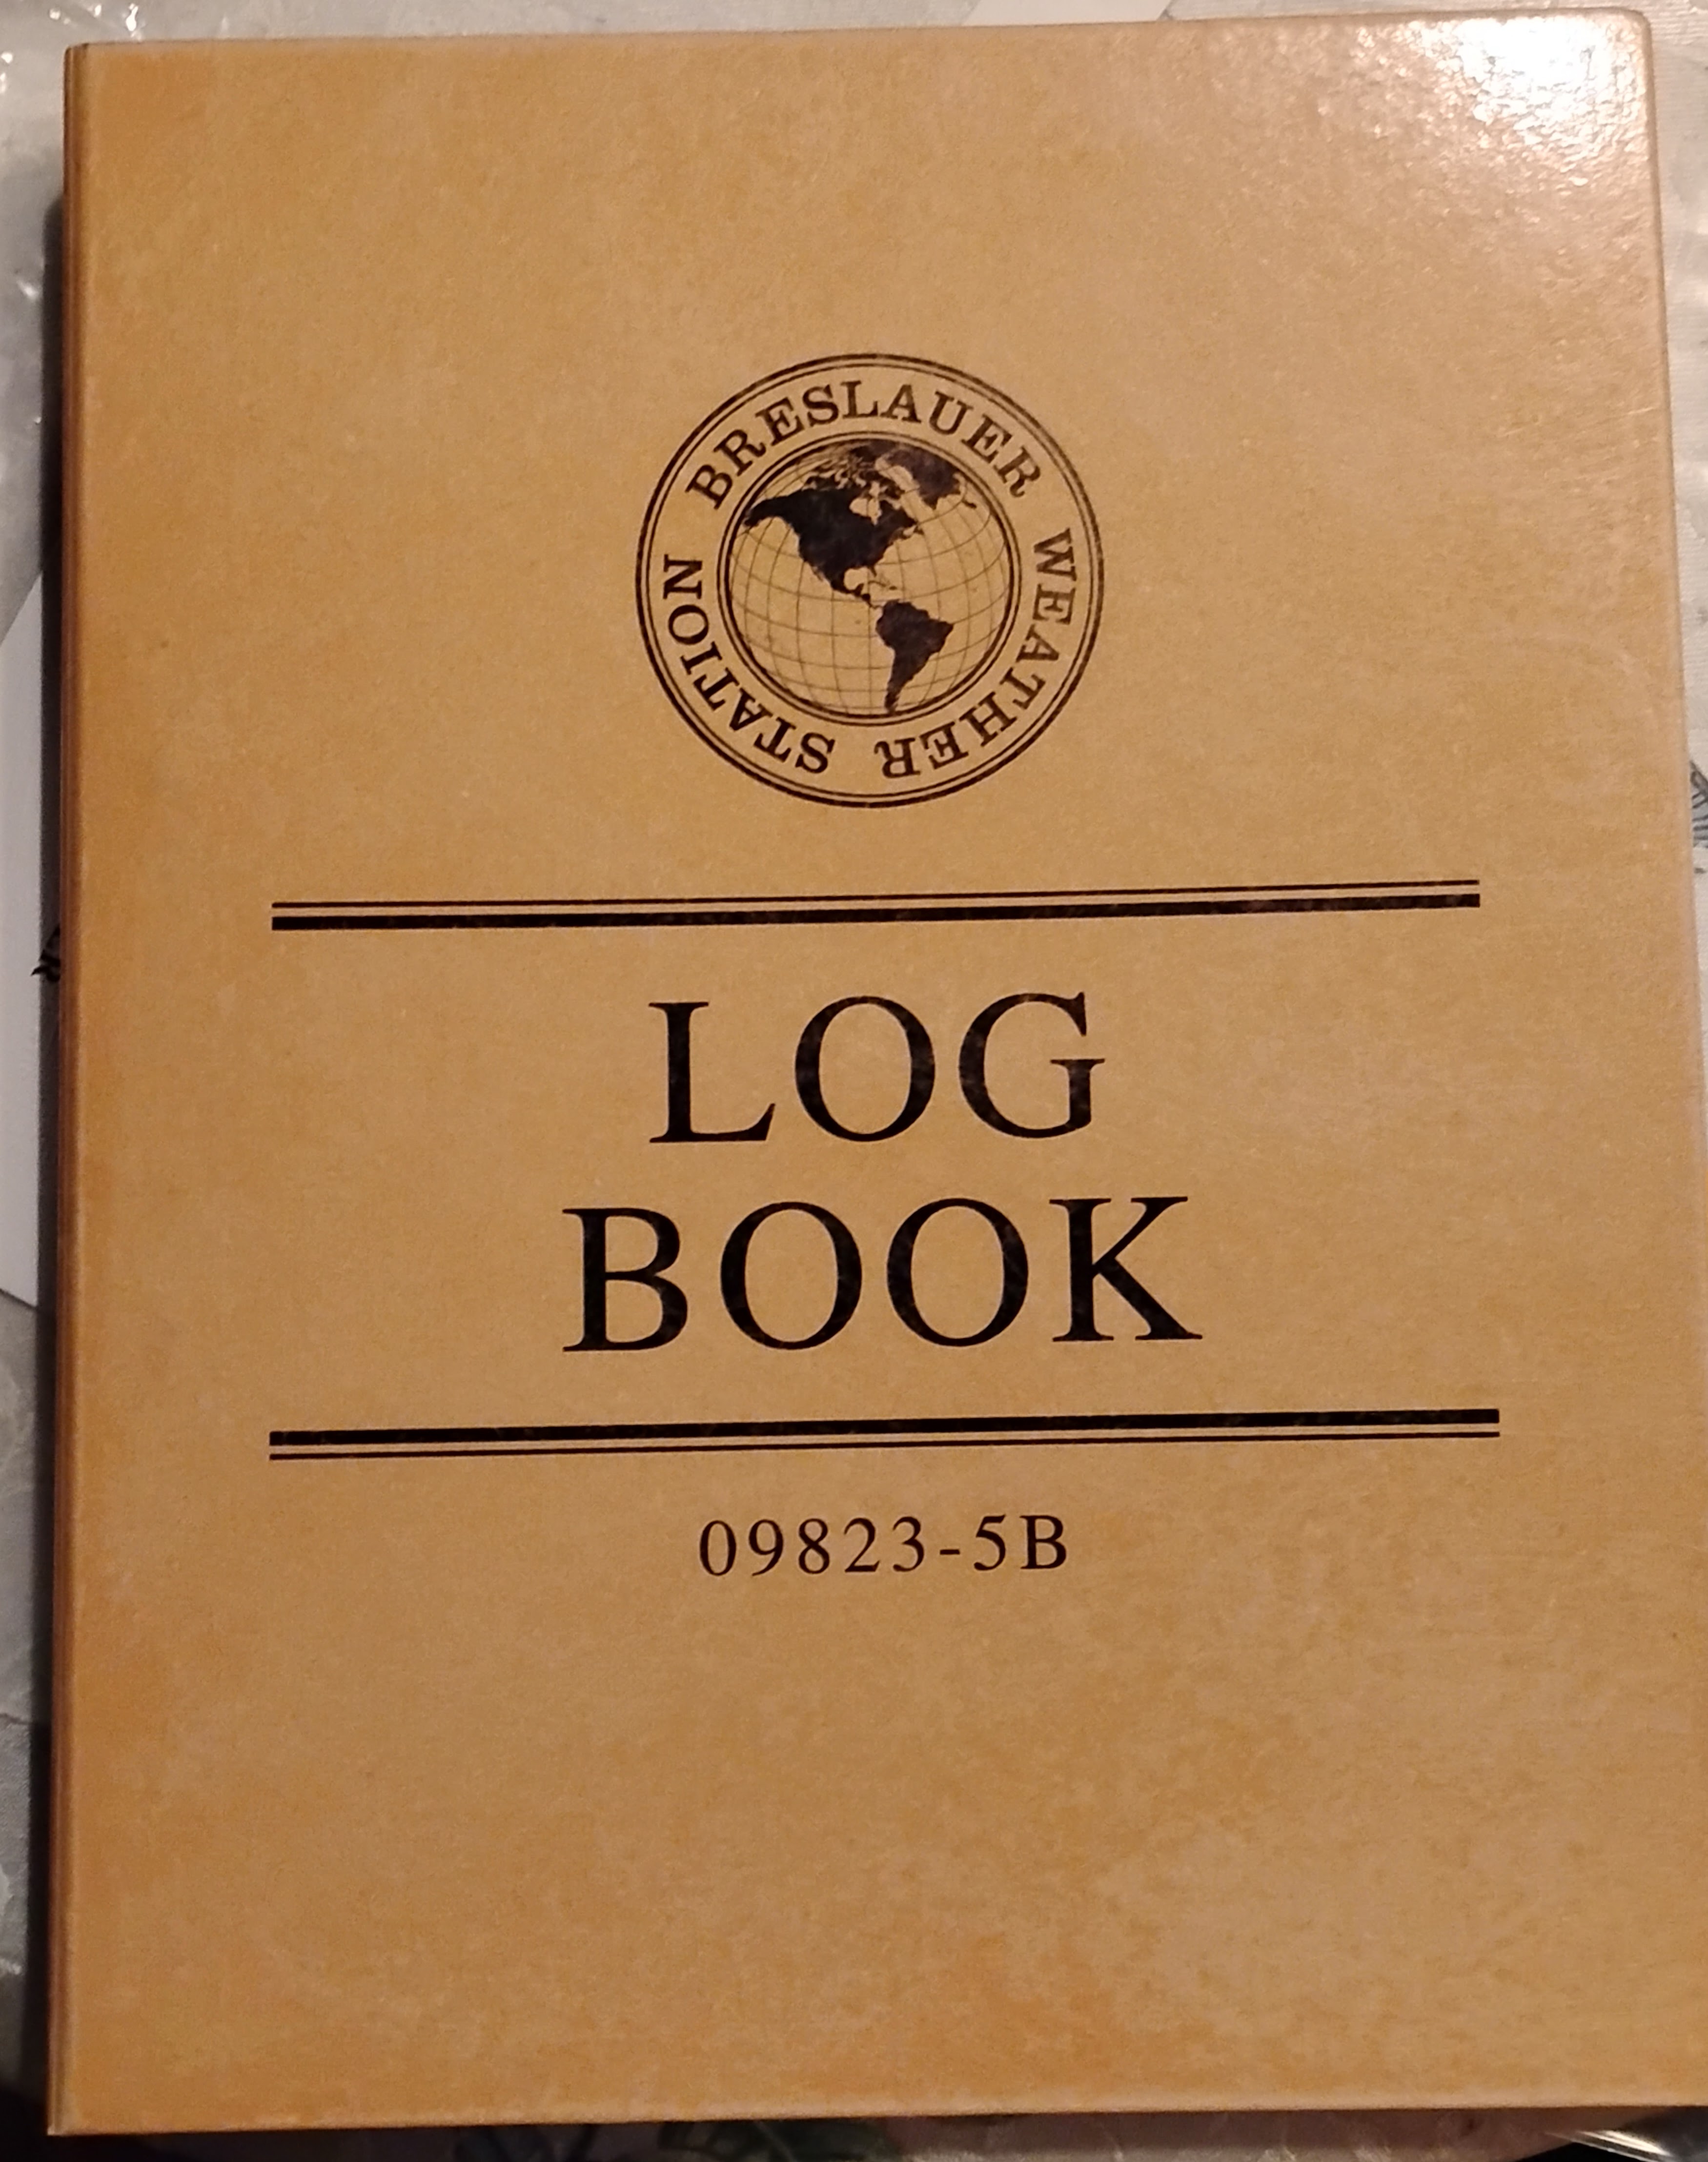 BRESLAUER WEATHER STATION
LOG
BOOK
09823-5B